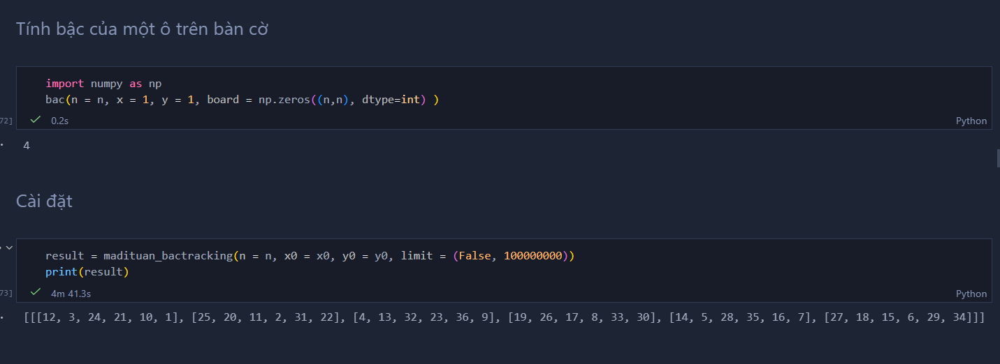 Tính bậc của một ô trên bàn cờ
import numpy as np
bac(n = n, x = 1, y = 1, board = np.zeros((n,n), dtype=int) )
72] 0.2s Python
4
Cài đặt
result = madituan_bactracking(n = n, x0 = x0, y0 = y0, limit = (False, 100000000))
print(result)
73] 4m 41.3s Python
[[[12, 3, 24, 21, 10, 1], [25, 20, 11, 2, 31, 22], [4, 13, 32, 23, 36, 9], [19, 26, 17, 8, 33, 30], [14, 5, 28, 35, 16, 7], [27, 18, 15, 6, 29, 34]]]